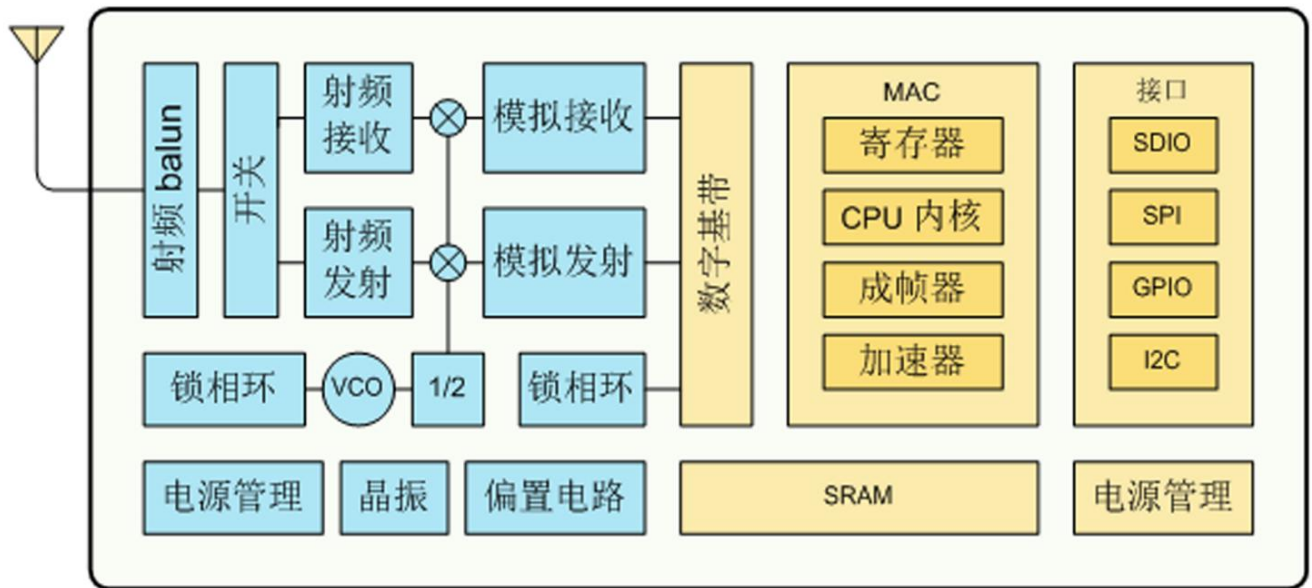 射频 balun
开关
射频
接收
射频
发射
模拟接收
模拟发射
数字基带
MAC
寄存器
CPU 内核
成帧器
加速器
接口
SDIO
SPI
GPIO
I2C
锁相环
VCO
1/2
锁相环
电源管理
晶振
偏置电路
SRAM
电源管理